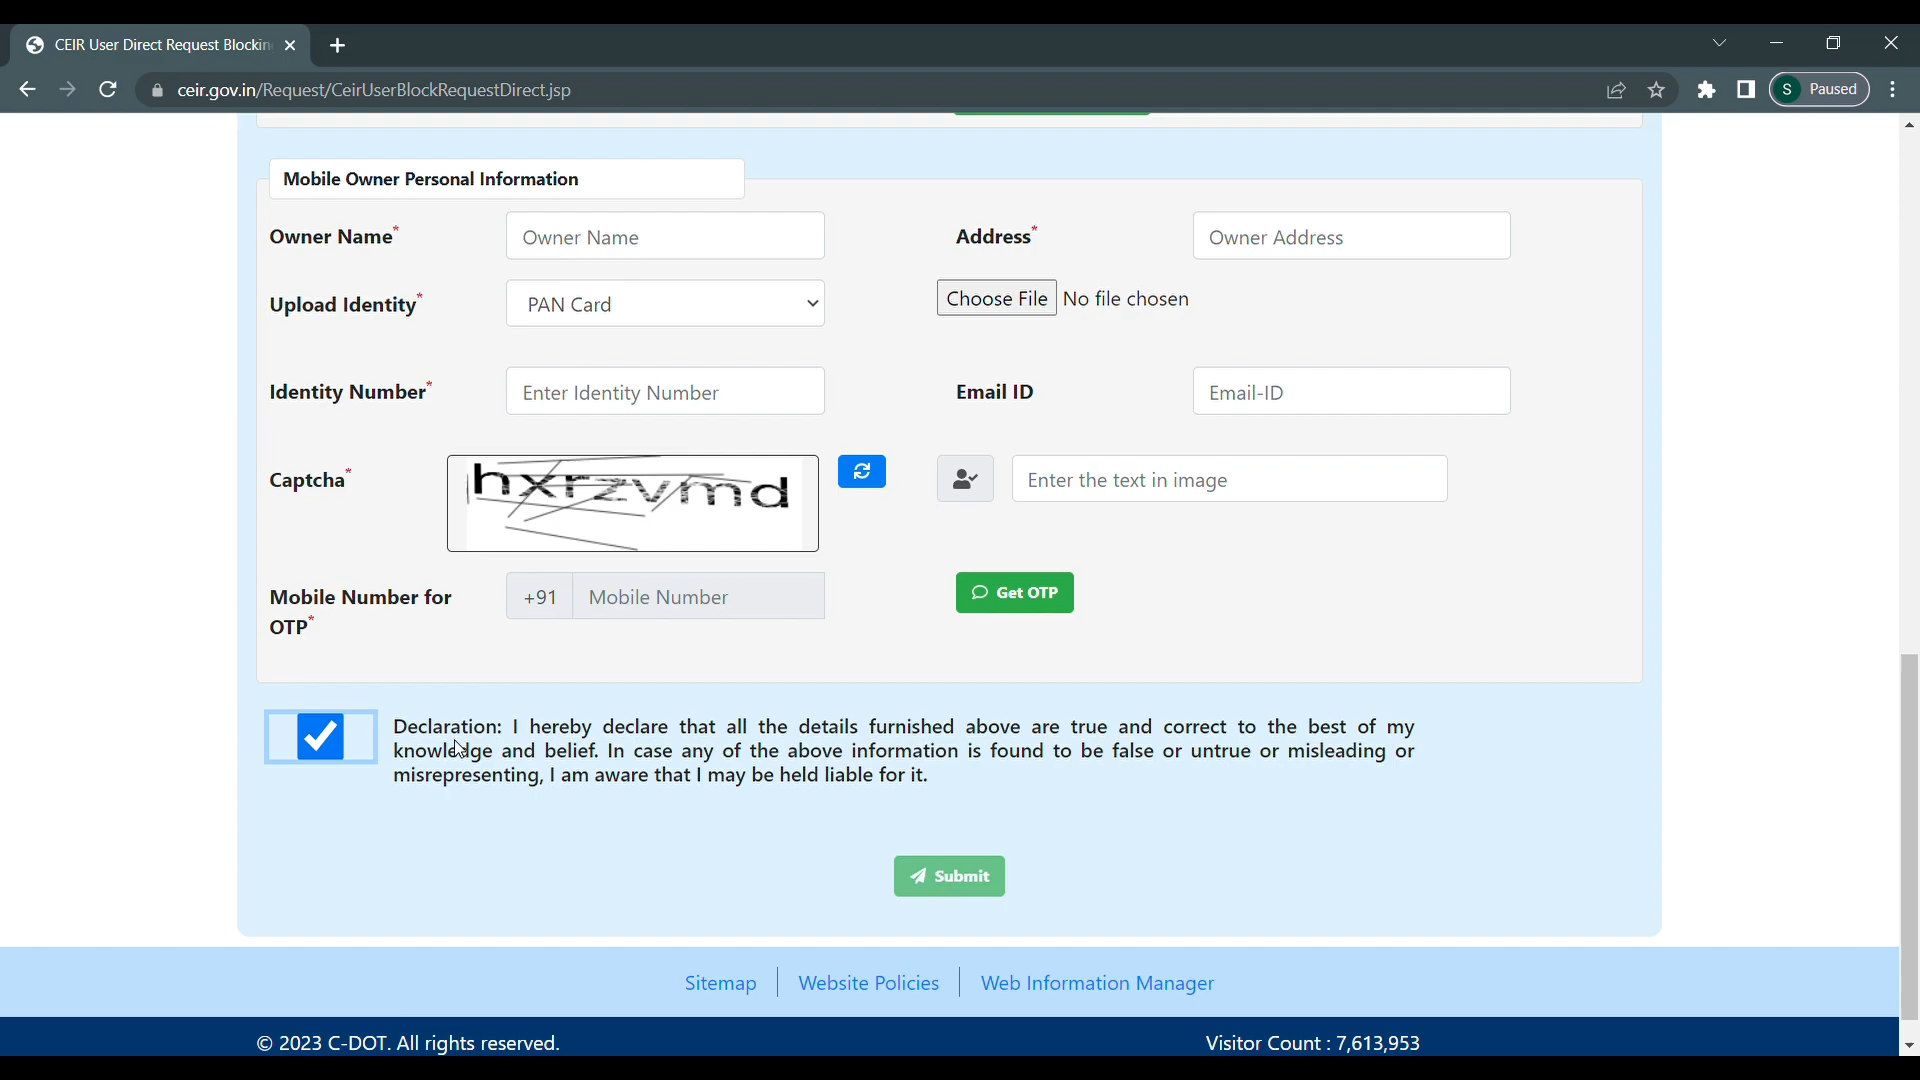 CEIR User Direct Request Blockin
ceir.gov.in/Request/CeirUserBlockRequestDirect.jsp
S Paused
Mobile Owner Personal Information
Owner Name* Owner Name Address* Owner Address
Upload Identity* PAN Card Choose File No file chosen
Identity Number* Enter Identity Number Email ID Email-ID
Captcha* hxrzvmd Enter the text in image
Mobile Number for OTP* +91 Mobile Number Get OTP
Declaration: I hereby declare that all the details furnished above are true and correct to the best of my
knowledge and belief. In case any of the above information is found to be false or untrue or misleading or
misrepresenting, I am aware that I may be held liable for it.
Submit
Sitemap Website Policies Web Information Manager
© 2023 C-DOT. All rights reserved. Visitor Count : 7,613,953